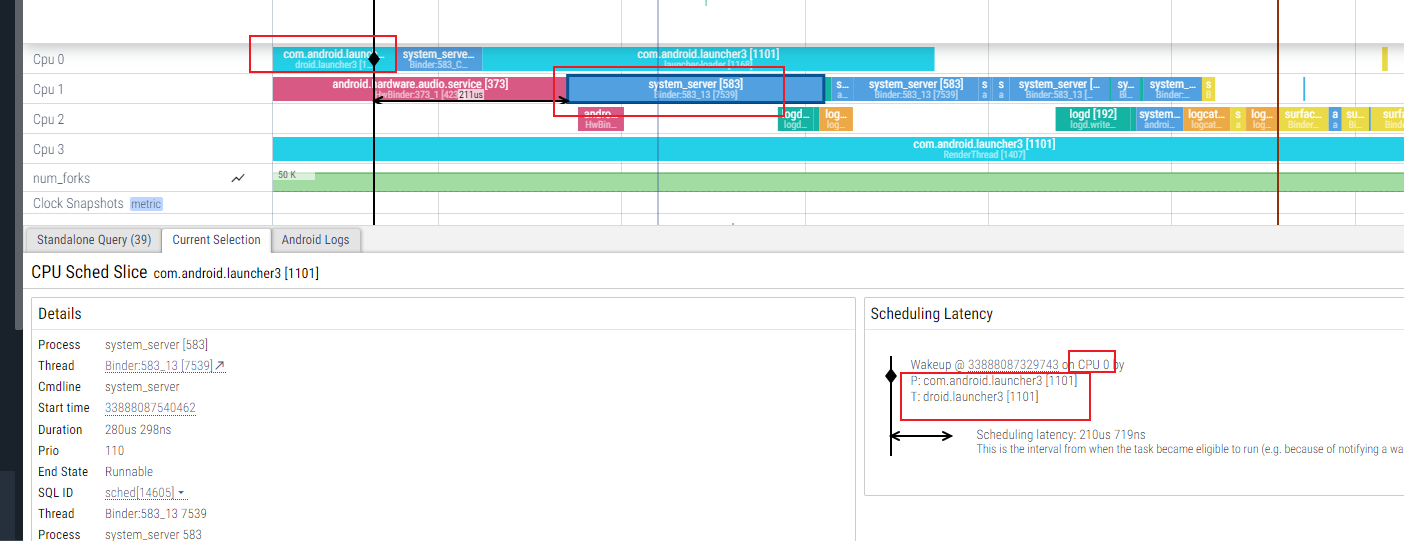 Cpu 0
com.android.launc...
droid.launcher3 [1
system_serve...
Binder:583_C...
com.android.launcher3 [1101]
launcher-loader [1168]
Cpu 1
android.hardware.audio.service [373]
HwBinder:373_1 [42
211us
system_server [583]
Binder:583_13 [7539]
s...
a...
system_server [583]
Binder:583_13 [7539]
s
a
s
a
system_server [...
Binder:583_13 [...
sy...
Bi...
system_...
Binder:...
s
B
Cpu 2
andro...
HwBin...
logd...
logd...
log...
log...
logd [192]
logd.write...
system...
androi...
logcat...
logcat...
s
a
log...
log...
surfac...
Binder...
a
a
su...
Bi...
surf
Bin
Cpu 3
com.android.launcher3 [1101]
RenderThread [1407]
num_forks
50 K
Clock Snapshots metric
Standalone Query (39) Current Selection Android Logs
CPU Sched Slice com.android.launcher3 [1101]
Details
Process system_server [583]
Thread Binder:583_13 [7539]
Cmdline system_server
Start time 33888087540462
Duration 280us 298ns
Prio 110
End State Runnable
SQL ID sched[14605]
Thread Binder:583_13 7539
Process system_server 583
Scheduling Latency
Wakeup @ 33888087329743 on CPU 0 by
P: com.android.launcher3 [1101]
T: droid.launcher3 [1101]
Scheduling latency: 210us 719ns
This is the interval from when the task became eligible to run (e.g. because of notifying a wa